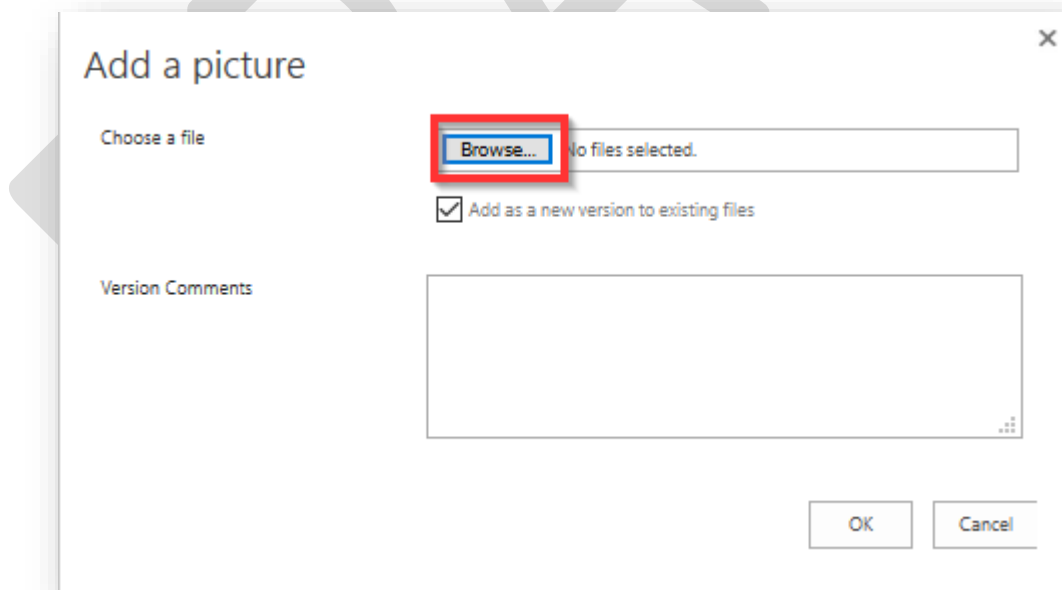 Add a picture
Choose a file
Browse... No files selected.
Add as a new version to existing files
Version Comments
OK Cancel